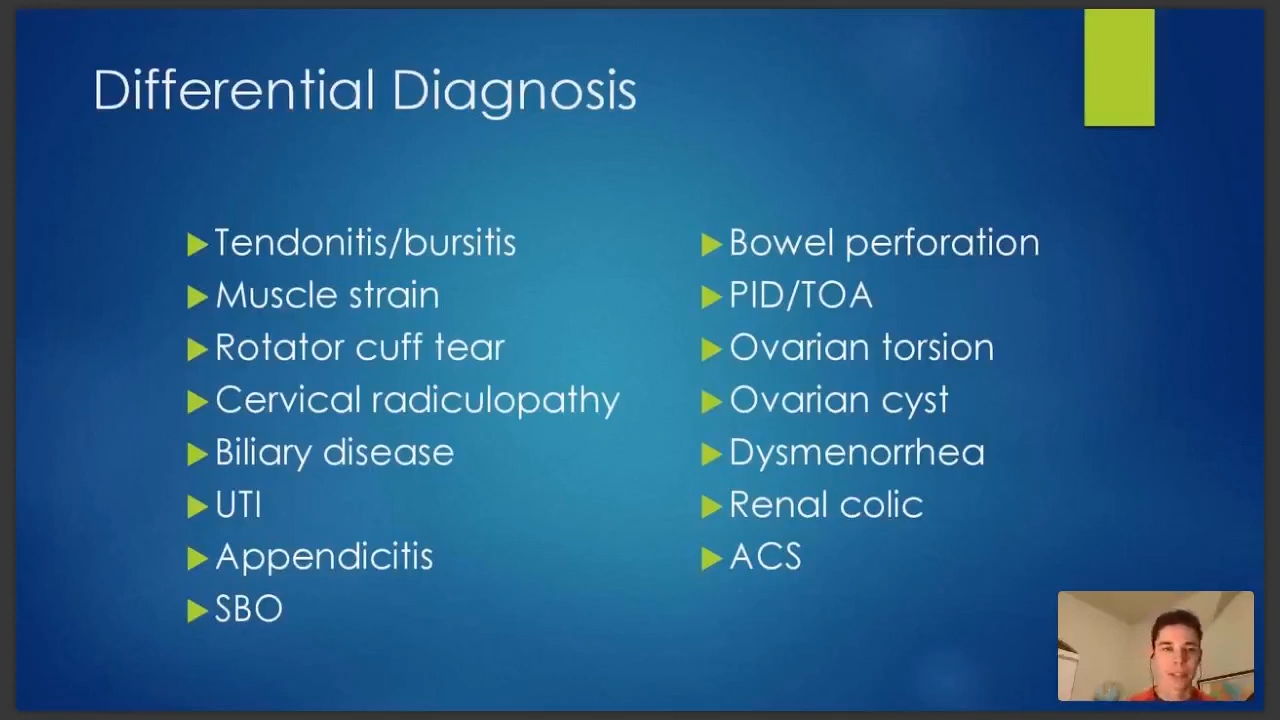 Differential Diagnosis
Tendonitis/bursitis
Muscle strain
Rotator cuff tear
Cervical radiculopathy
Biliary disease
UTI
Appendicitis
SBO
Bowel perforation
PID/TOA
Ovarian torsion
Ovarian cyst
Dysmenorrhea
Renal colic
ACS